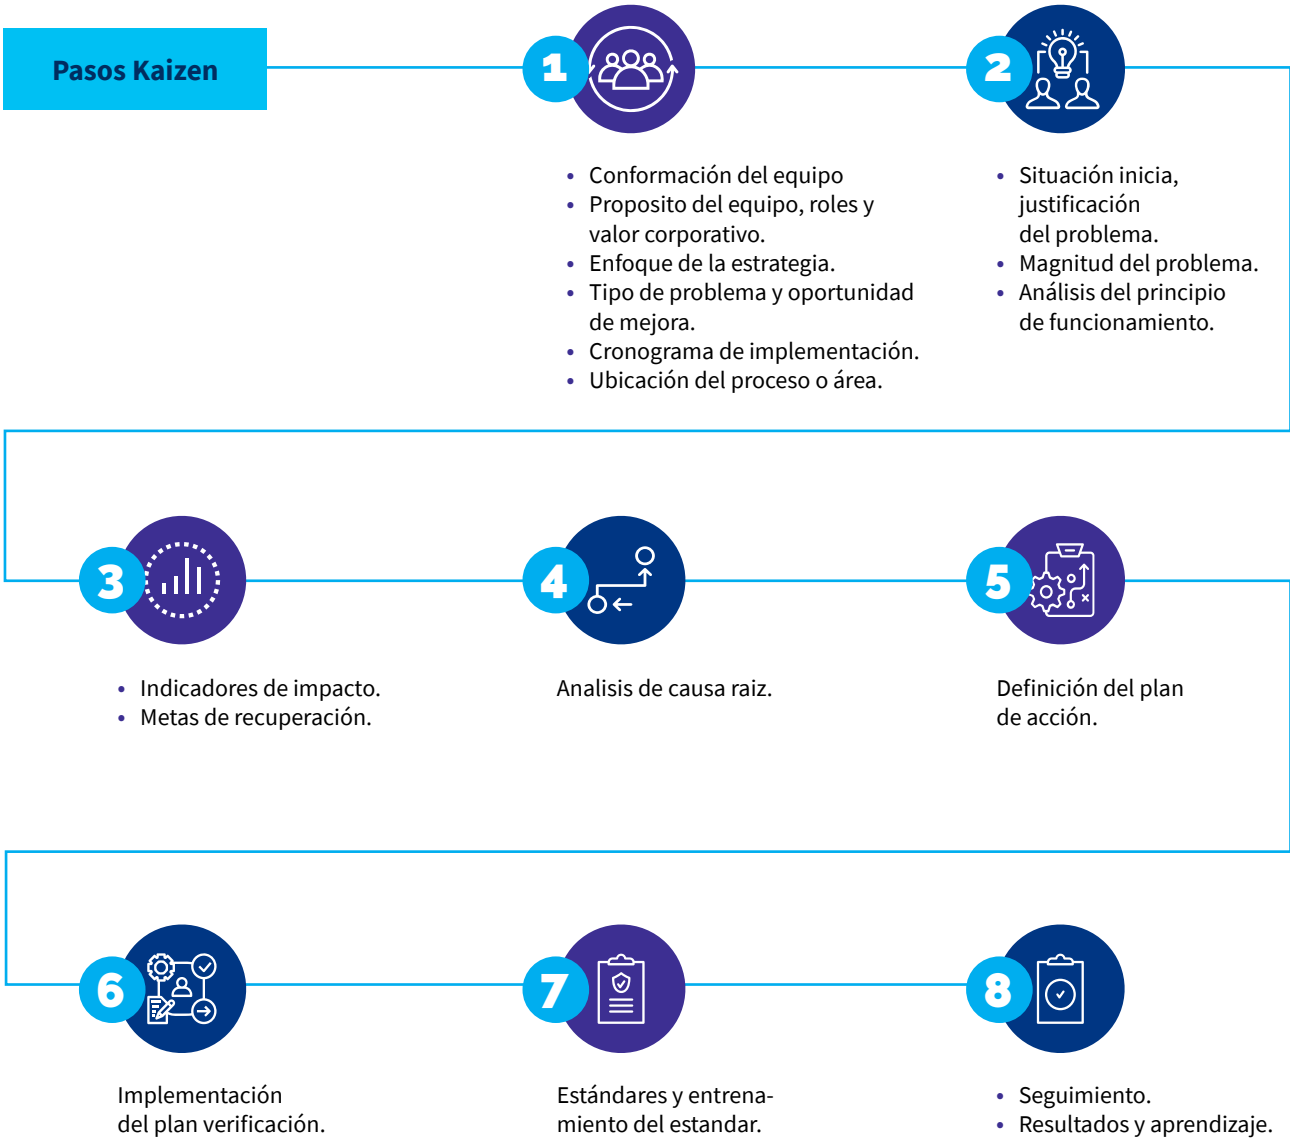 Pasos Kaizen
1
2
• Conformación del equipo
• Proposito del equipo, roles y
valor corporativo.
• Enfoque de la estrategia.
• Tipo de problema y oportunidad
de mejora.
• Cronograma de implementación.
• Ubicación del proceso o área.
• Situación inicia,
justificación
del problema.
• Magnitud del problema.
• Análisis del principio
de funcionamiento.
3
4
5
• Indicadores de impacto.
• Metas de recuperación.
Analisis de causa raiz.
Definición del plan
de acción.
6
7
8
Implementación
del plan verificación.
Estándares y entrena-
miento del estandar.
• Seguimiento.
• Resultados y aprendizaje.